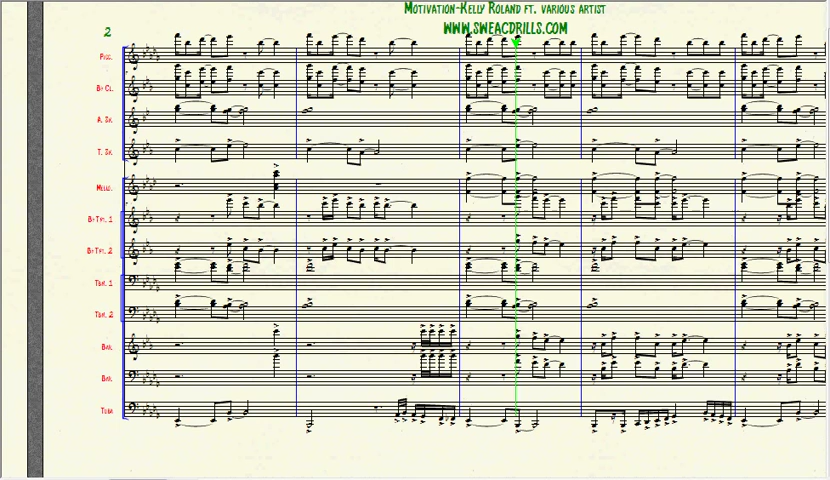 Motivation-Kelly Roland ft. various artist
www.sweacdrills.com
2
Picc.
B♭ Cl.
A. Sx.
T. Sx.
Mello.
B♭ Tpt. 1
B♭ Tpt. 2
Tbn. 1
Tbn. 2
Bar.
Bar.
Tuba